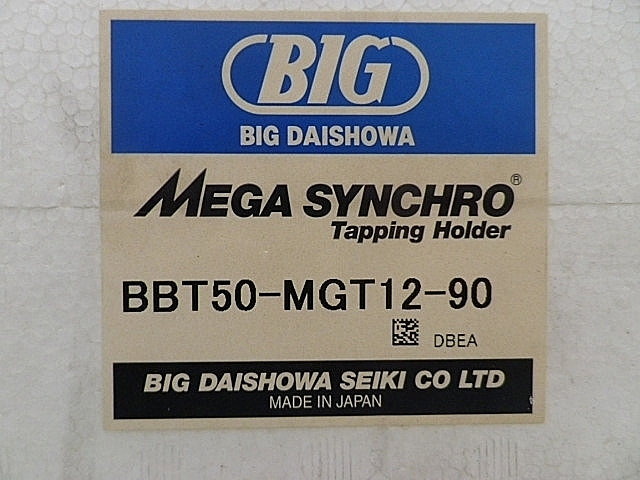 BIG
BIG DAISHOWA
MEGA SYNCHRO®
Tapping Holder
BBT50-MGT12-90
DBEA
BIG DAISHOWA SEIKI CO LTD
MADE IN JAPAN